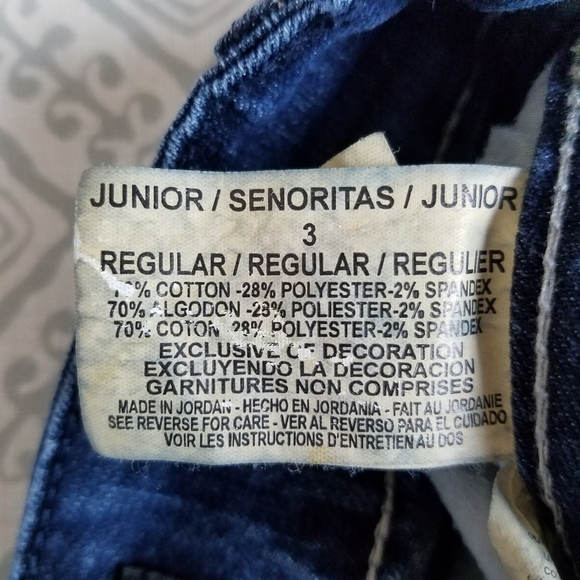 JUNIOR / SENORITAS / JUNIOR
3
REGULAR / REGULAR / REGULIER
70% COTTON -28% POLYESTER-2% SPANDEX
70% ALGODON -28% POLIESTER-2% SPANDEX
70% COTON -28% POLYESTER-2% SPANDEX
EXCLUSIVE OF DECORATION
EXCLUYENDO LA DECORACION
GARNITURES NON COMPRISES
MADE IN JORDAN - HECHO EN JORDANIA - FAIT AU JORDANIE
SEE REVERSE FOR CARE - VER AL REVERSO PARA EL CUIDADO
VOIR LES INSTRUCTIONS D'ENTRETIEN AU DOS